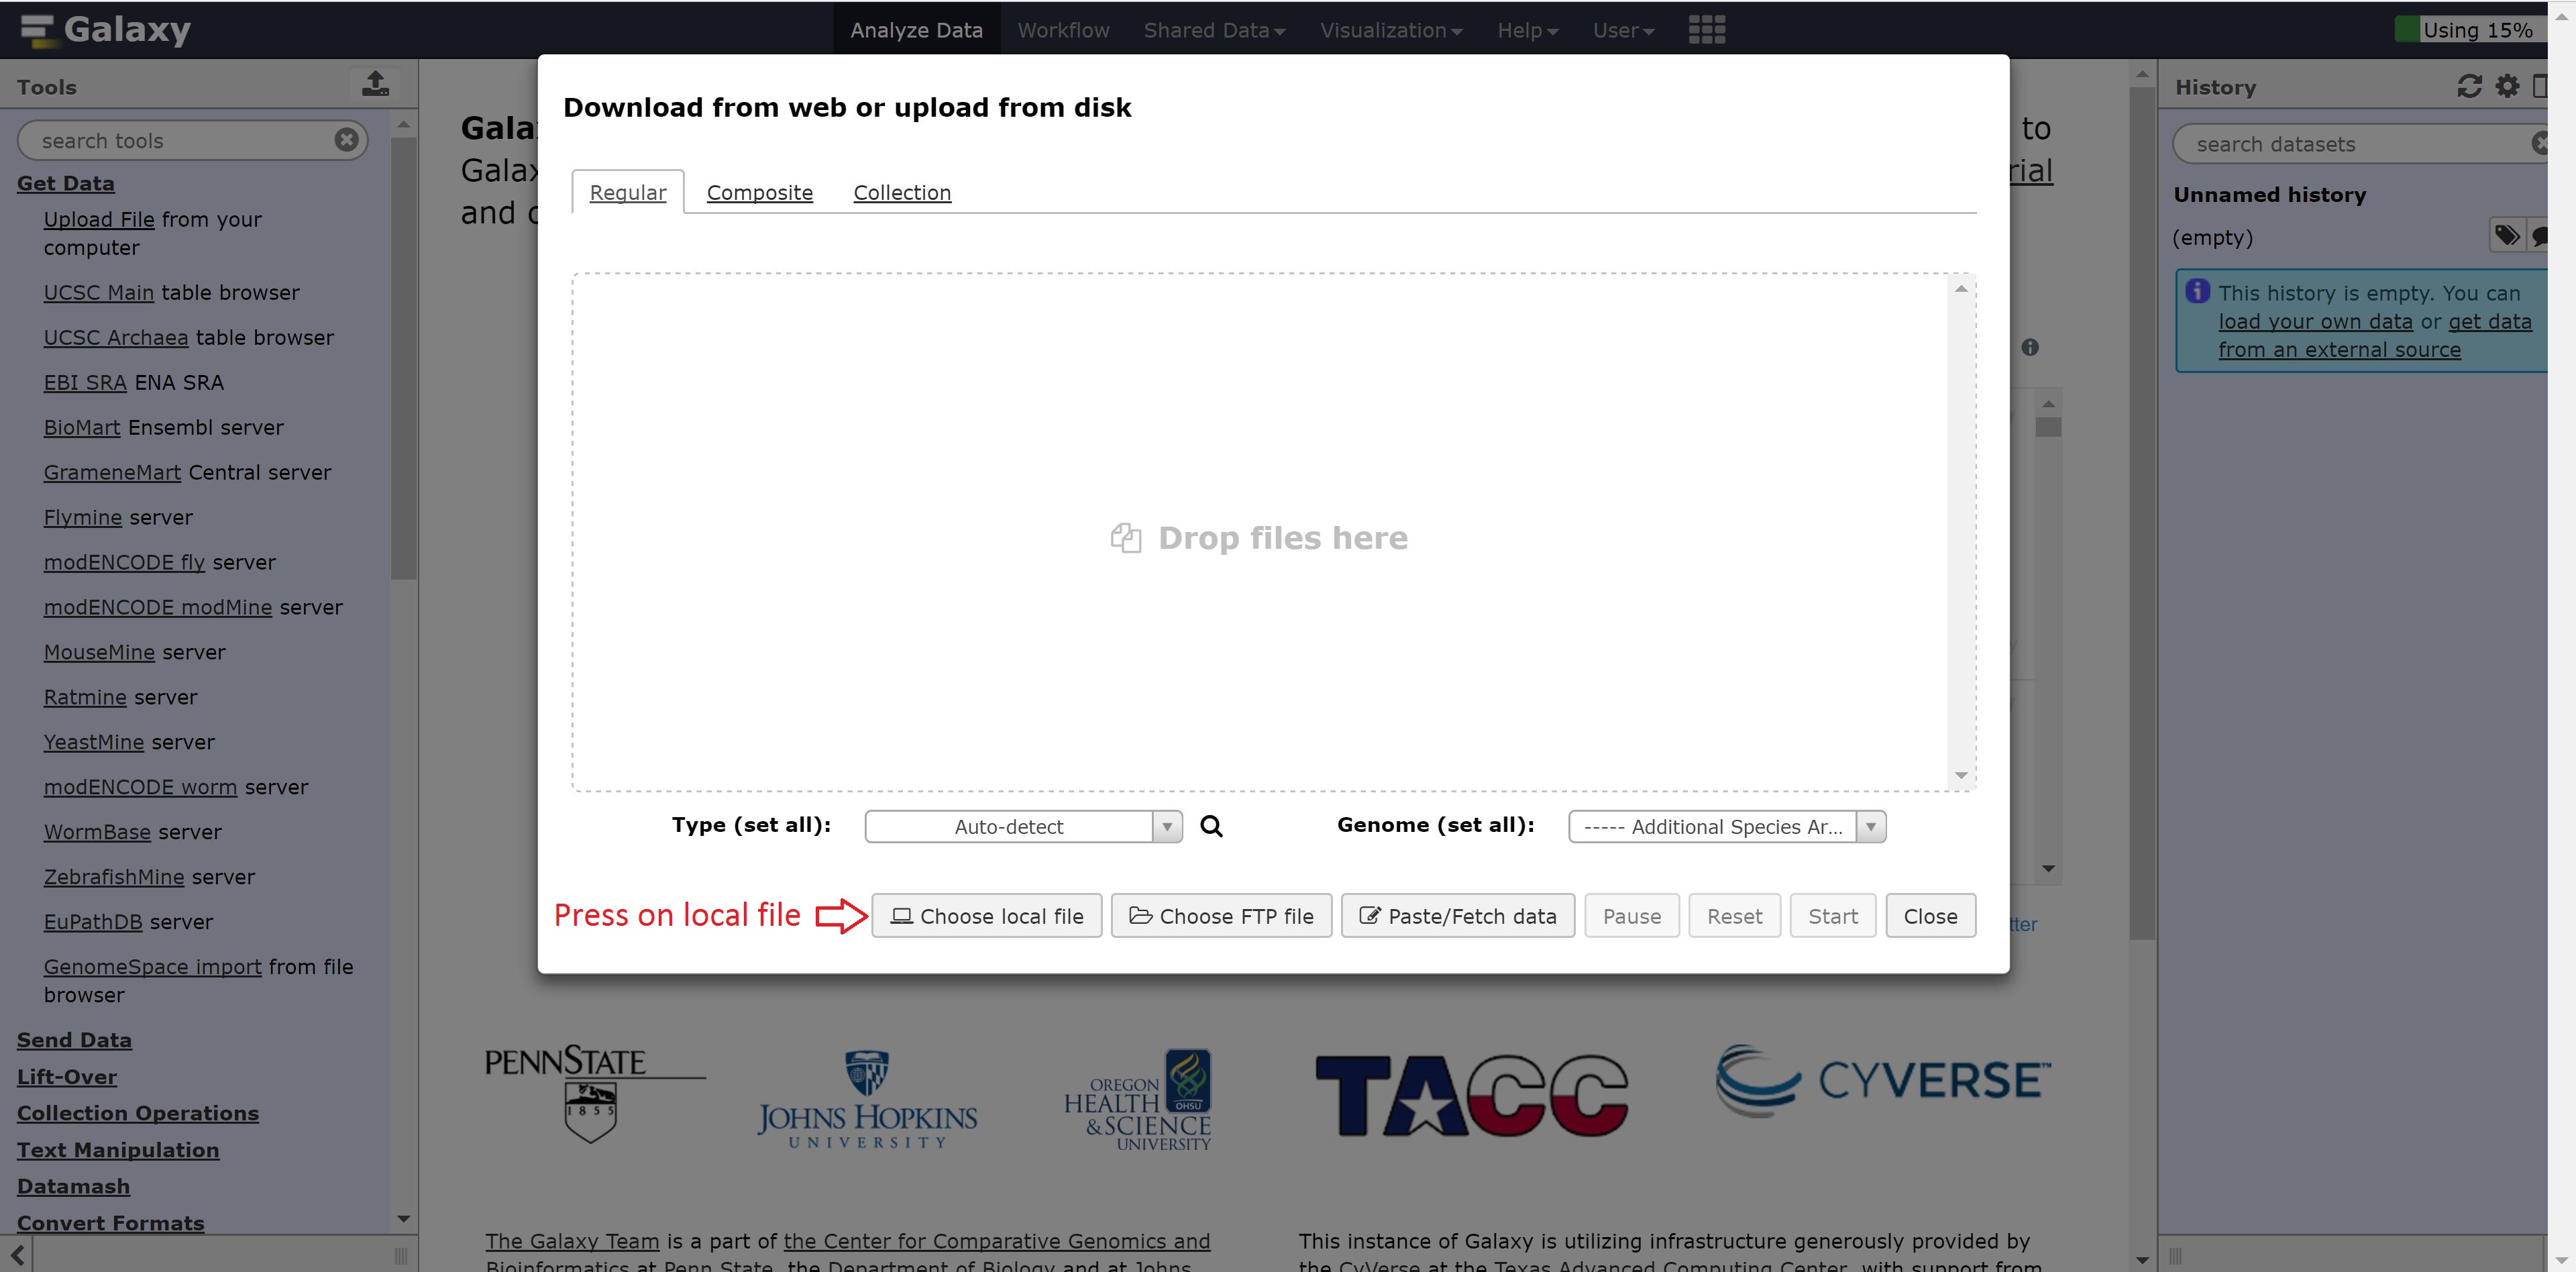 Galaxy
Analyze Data Workflow Shared Data Visualization Help User
Using 15%
Tools
search tools
Get Data
Upload File from your
computer
UCSC Main table browser
UCSC Archaea table browser
EBI SRA ENA SRA
BioMart Ensembl server
GrameneMart Central server
Flymine server
modENCODE fly server
modENCODE modMine server
MouseMine server
Ratmine server
YeastMine server
modENCODE worm server
WormBase server
ZebrafishMine server
EuPathDB server
GenomeSpace import from file
browser
Send Data
Lift-Over
Collection Operations
Text Manipulation
Datamash
Convert Formats
Gala
Galax
and
to
rial
Download from web or upload from disk
Regular Composite Collection
Drop files here
Type (set all): Auto-detect Genome (set all): ----- Additional Species Ar...
Press on local file
Choose local file Choose FTP file Paste/Fetch data Pause Reset Start Close
tter
PENNSTATE
1855
JOHNS HOPKINS
UNIVERSITY
OREGON
HEALTH
&SCIENCE
UNIVERSITY
OHSU
TACC
CYVERSE™
The Galaxy Team is a part of the Center for Comparative Genomics and
Bioinformatics at Penn State, the Department of Biology and at Johns
This instance of Galaxy is utilizing infrastructure generously provided by
the CyVerse at the Texas Advanced Computing Center, with support from
History
search datasets
Unnamed history
(empty)
This history is empty. You can
load your own data or get data
from an external source